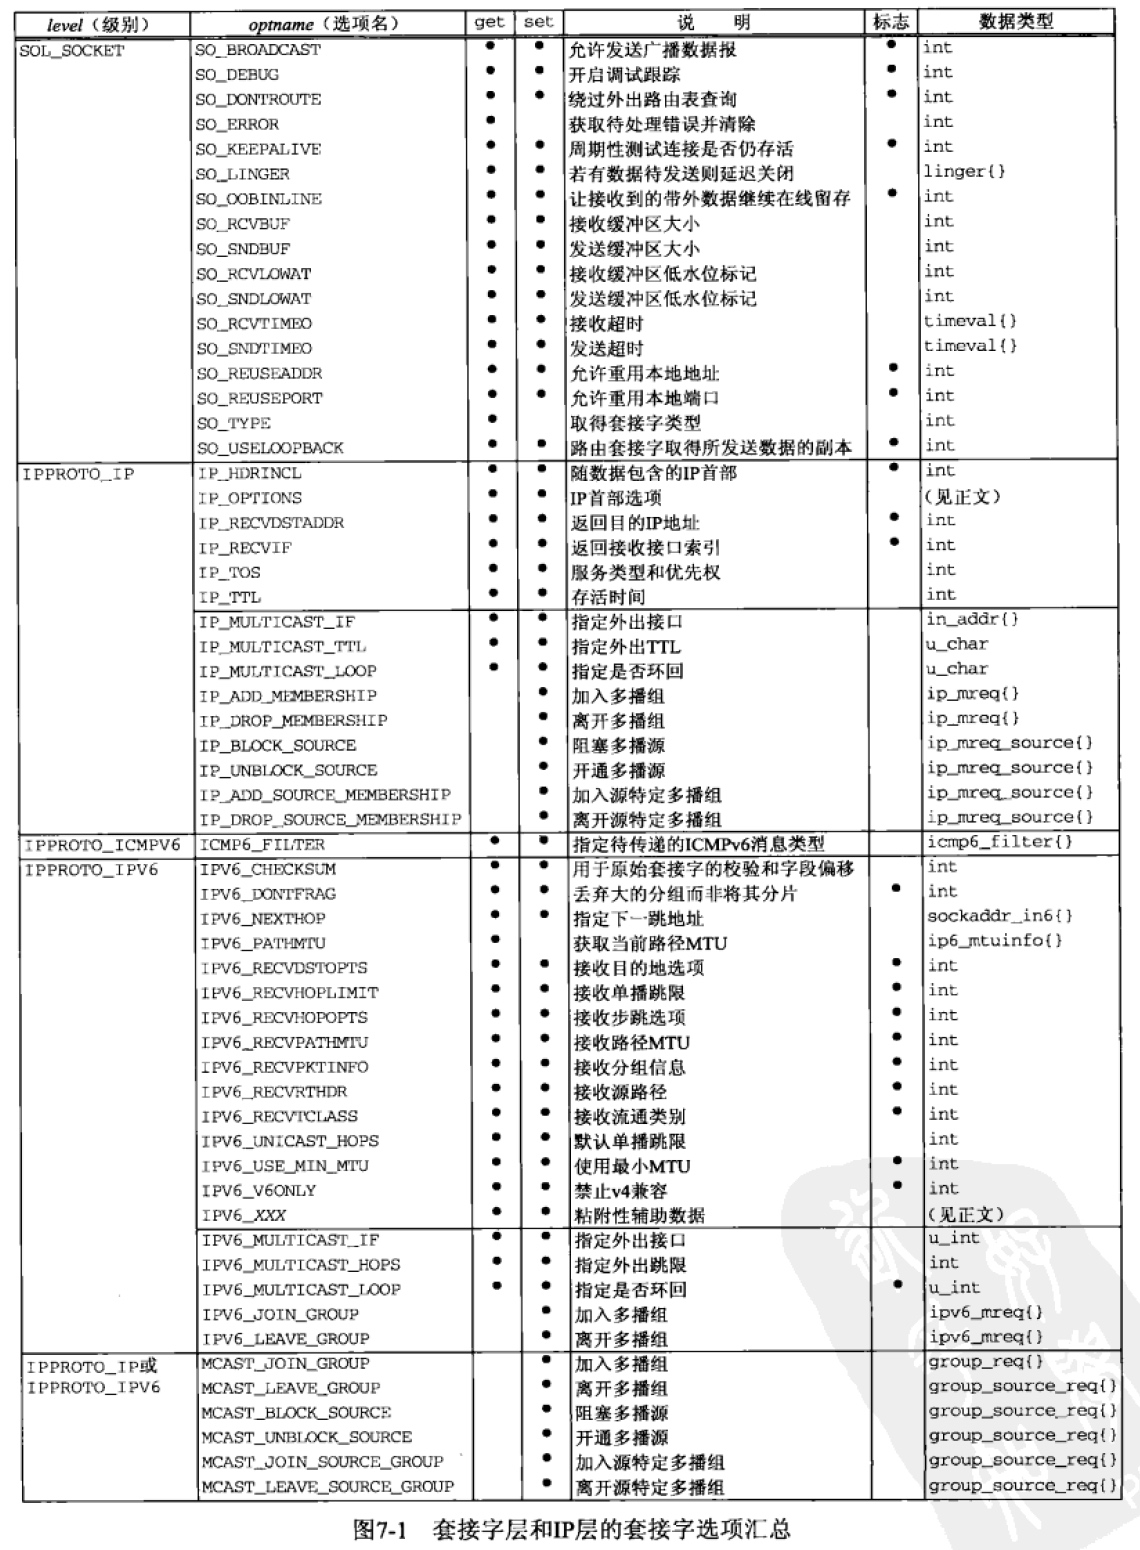 level（级别） optname（选项名） get set 说 明 标志 数据类型
SOL_SOCKET SO_BROADCAST • • 允许发送广播数据报 • int
SO_DEBUG • • 开启调试跟踪 • int
SO_DONTROUTE • • 绕过外出路由表查询 • int
SO_ERROR • 获取待处理错误并清除 int
SO_KEEPALIVE • • 周期性测试连接是否仍存活 • int
SO_LINGER • • 若有数据待发送则延迟关闭 linger{}
SO_OOBINLINE • • 让接收到的带外数据继续在线留存 • int
SO_RCVBUF • • 接收缓冲区大小 int
SO_SNDBUF • • 发送缓冲区大小 int
SO_RCVLOWAT • • 接收缓冲区低水位标记 int
SO_SNDLOWAT • • 发送缓冲区低水位标记 int
SO_RCVTIMEO • • 接收超时 timeval{}
SO_SNDTIMEO • • 发送超时 timeval{}
SO_REUSEADDR • • 允许重用本地地址 • int
SO_REUSEPORT • • 允许重用本地端口 • int
SO_TYPE • 取得套接字类型 int
SO_USELOOPBACK • • 路由套接字取得所发送数据的副本 • int
IPPROTO_IP IP_HDRINCL • • 随数据包含的IP首部 • int
IP_OPTIONS • • IP首部选项 （见正文）
IP_RECVDSTADDR • • 返回目的IP地址 • int
IP_RECVIF • • 返回接收接口索引 • int
IP_TOS • • 服务类型和优先权 int
IP_TTL • • 存活时间 int
IP_MULTICAST_IF • • 指定外出接口 in_addr{}
IP_MULTICAST_TTL • • 指定外出TTL u_char
IP_MULTICAST_LOOP • • 指定是否环回 u_char
IP_ADD_MEMBERSHIP • 加入多播组 ip_mreq{}
IP_DROP_MEMBERSHIP • 离开多播组 ip_mreq{}
IP_BLOCK_SOURCE • 阻塞多播源 ip_mreq_source{}
IP_UNBLOCK_SOURCE • 开通多播源 ip_mreq_source{}
IP_ADD_SOURCE_MEMBERSHIP • 加入源特定多播组 ip_mreq_source{}
IP_DROP_SOURCE_MEMBERSHIP • 离开源特定多播组 ip_mreq_source{}
IPPROTO_ICMPV6 ICMP6_FILTER • • 指定待传递的ICMPv6消息类型 icmp6_filter{}
IPPROTO_IPV6 IPV6_CHECKSUM • • 用于原始套接字的校验和字段偏移 int
IPV6_DONTFRAG • • 丢弃大的分组而非将其分片 • int
IPV6_NEXTHOP • • 指定下一跳地址 sockaddr_in6{}
IPV6_PATHMTU • 获取当前路径MTU ip6_mtuinfo{}
IPV6_RECVDSTOPTS • • 接收目的地选项 • int
IPV6_RECVHOPLIMIT • • 接收单播跳限 • int
IPV6_RECVHOPOPTS • • 接收步跳选项 • int
IPV6_RECVPATHMTU • • 接收路径MTU • int
IPV6_RECVPKTINFO • • 接收分组信息 • int
IPV6_RECVRTHDR • • 接收源路径 • int
IPV6_RECVTCLASS • • 接收流通类别 • int
IPV6_UNICAST_HOPS • • 默认单播跳限 int
IPV6_USE_MIN_MTU • • 使用最小MTU • int
IPV6_V6ONLY • • 禁止v4兼容 • int
IPV6_XXX • • 粘附性辅助数据 （见正文）
IPV6_MULTICAST_IF • • 指定外出接口 u_int
IPV6_MULTICAST_HOPS • • 指定外出跳限 int
IPV6_MULTICAST_LOOP • • 指定是否环回 • u_int
IPV6_JOIN_GROUP • 加入多播组 ipv6_mreq{}
IPV6_LEAVE_GROUP • 离开多播组 ipv6_mreq{}
IPPROTO_IP或 MCAST_JOIN_GROUP • 加入多播组 group_req{}
IPPROTO_IPV6 MCAST_LEAVE_GROUP • 离开多播组 group_source_req{}
MCAST_BLOCK_SOURCE • 阻塞多播源 group_source_req{}
MCAST_UNBLOCK_SOURCE • 开通多播源 group_source_req{}
MCAST_JOIN_SOURCE_GROUP • 加入源特定多播组 group_source_req{}
MCAST_LEAVE_SOURCE_GROUP • 离开源特定多播组 group_source_req{}
图7-1 套接字层和IP层的套接字选项汇总